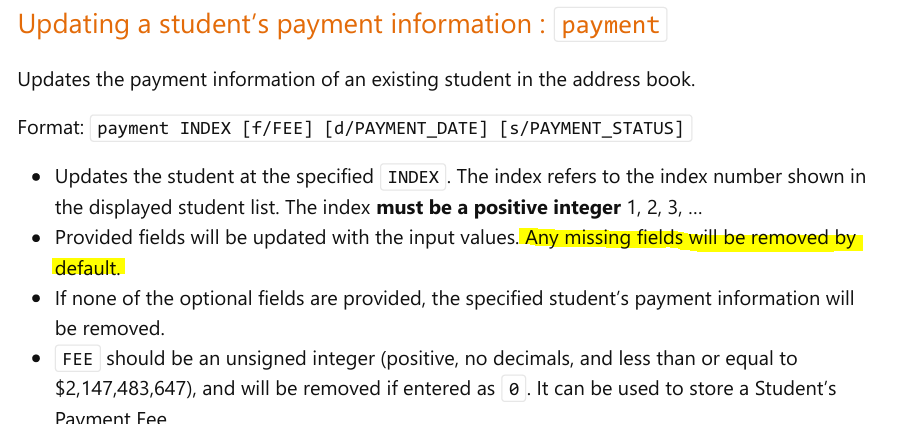 Updating a student’s payment information : payment
Updates the payment information of an existing student in the address book.
Format: payment INDEX [f/FEE] [d/PAYMENT_DATE] [s/PAYMENT_STATUS]
• Updates the student at the specified INDEX . The index refers to the index number shown in
the displayed student list. The index must be a positive integer 1, 2, 3, …
• Provided fields will be updated with the input values. Any missing fields will be removed by
default.
• If none of the optional fields are provided, the specified student’s payment information will
be removed.
• FEE should be an unsigned integer (positive, no decimals, and less than or equal to
$2,147,483,647), and will be removed if entered as 0 . It can be used to store a Student’s
Payment Fee